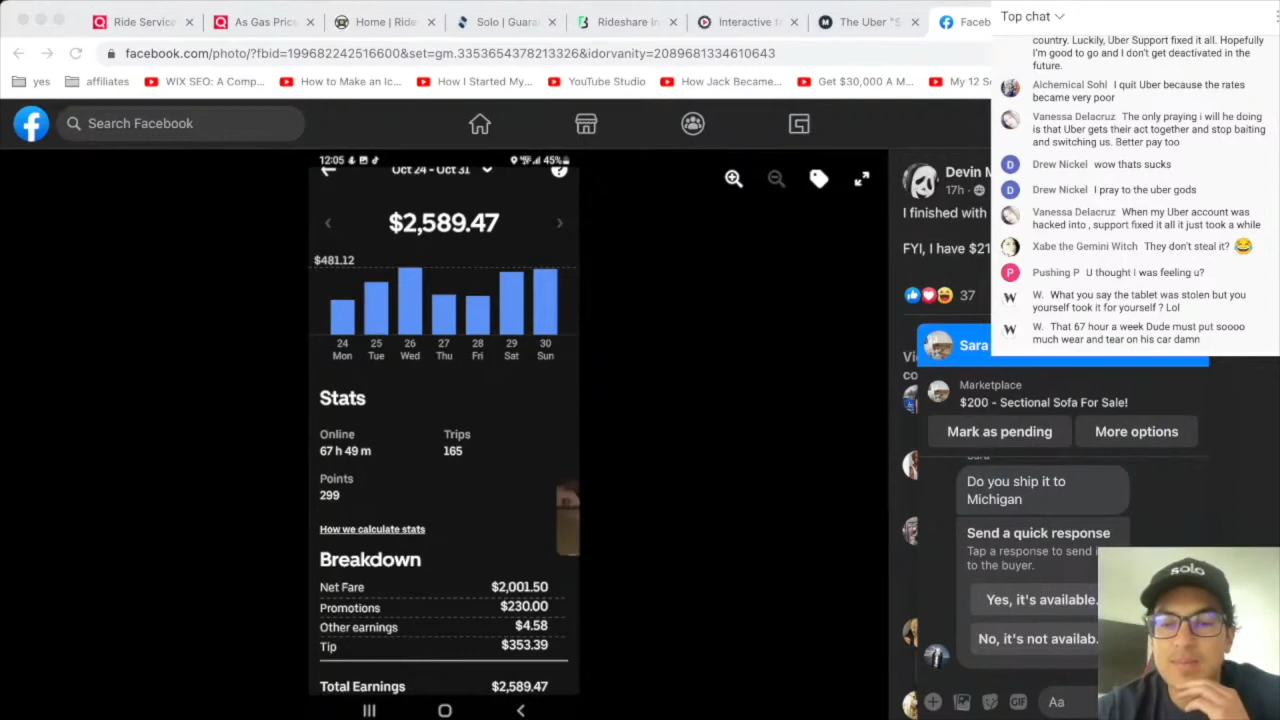 Ride Service
As Gas Price
Home | Ride
Solo | Guara
Rideshare In
Interactive ta
The Uber "S
Faceb
facebook.com/photo/?fbid=199682242516600&set=gm.3353654378213326&idorvanity=2089681334610643
yes
affiliates
WIX SEO: A Comp...
How to Make an Ic...
How I Started My...
YouTube Studio
How Jack Became...
Get $30,000 A M...
My 12 S
Search Facebook
12:05
45%
Oct 24 - Oct 31
$2,589.47
$481.12
24 25 26 27 28 29 30
Mon Tue Wed Thu Fri Sat Sun
Stats
Online Trips
67 h 49 m 165
Points
299
How we calculate stats
Breakdown
Net Fare $2,001.50
Promotions $230.00
Other earnings $4.58
Tip $353.39
Total Earnings $2,589.47
Top chat
country. Luckily, Uber Support fixed it all. Hopefully
I'm good to go and I don't get deactivated in the
future.
Alchemical Sohl I quit Uber because the rates
became very poor
Vanessa Delacruz The only praying i will he doing
is that Uber gets their act together and stop baiting
and switching us. Better pay too
D Drew Nickel wow thats sucks
D Drew Nickel I pray to the uber gods
Vanessa Delacruz When my Uber account was
hacked into , support fixed it all it just took a while
Xabe the Gemini Witch They don't steal it? 😂
P Pushing P U thought I was feeling u?
W W. What you say the tablet was stolen but you
yourself took it for yourself ? Lol
W W. That 67 hour a week Dude must put soooo
much wear and tear on his car damn
Devin M
17h
I finished with
FYI, I have $21
37
Vi
co
Sara
Marketplace
$200 - Sectional Sofa For Sale!
Mark as pending
More options
Do you ship it to
Michigan
Send a quick response
Tap a response to send i
to the buyer.
Yes, it's available.
No, it's not availab.
GIF
Aa
solo